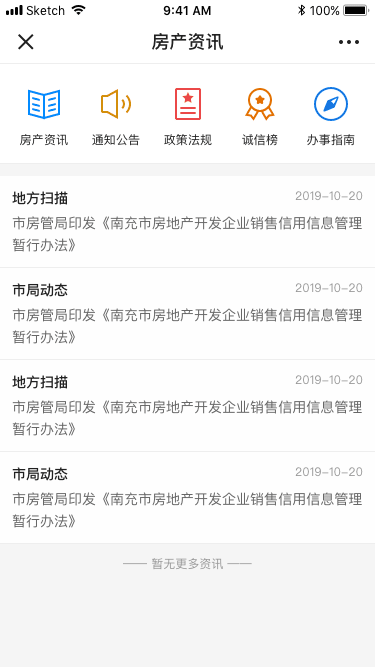 Sketch 9:41 AM 100%
房产资讯
房产资讯 通知公告 政策法规 诚信榜 办事指南
地方扫描 2019-10-20
市房管局印发《南充市房地产开发企业销售信用信息管理
暂行办法》
市局动态 2019-10-20
市房管局印发《南充市房地产开发企业销售信用信息管理
暂行办法》
地方扫描 2019-10-20
市房管局印发《南充市房地产开发企业销售信用信息管理
暂行办法》
市局动态 2019-10-20
市房管局印发《南充市房地产开发企业销售信用信息管理
暂行办法》
—— 暂无更多资讯 ——